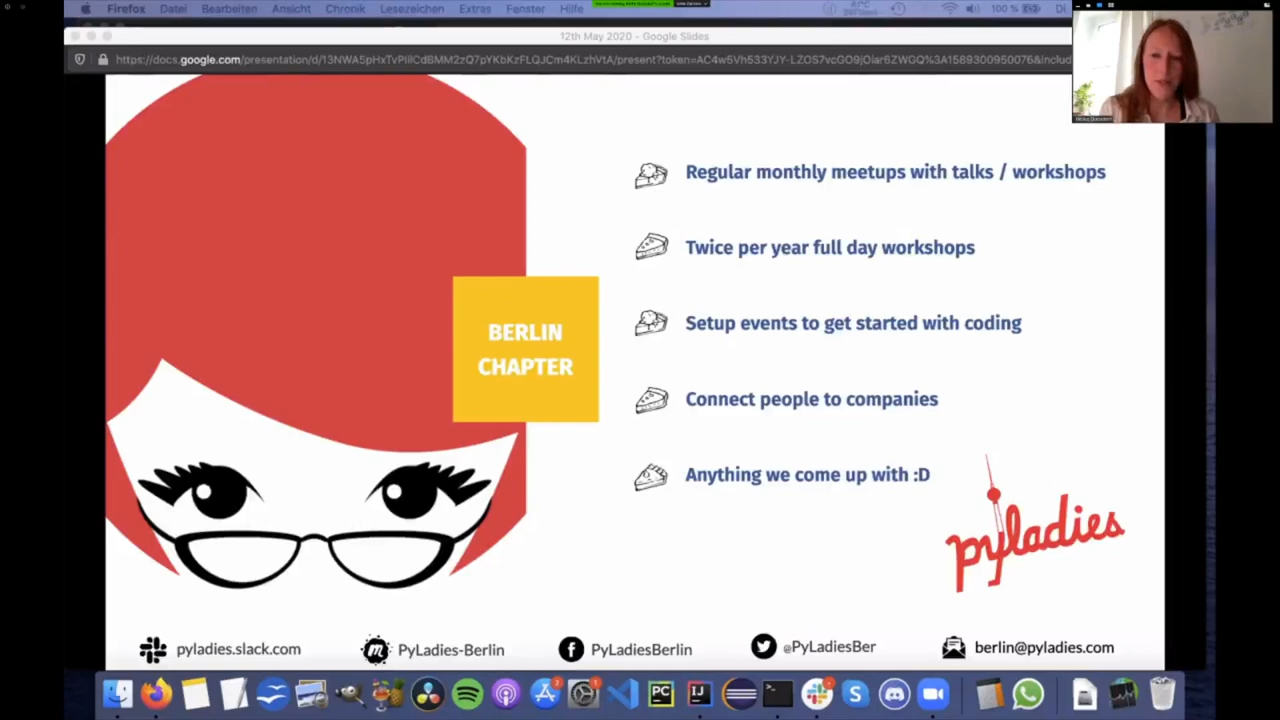 Firefox Datei Bearbeiten Ansicht Chronik Lesezeichen Extras Fenster Hilfe
100 %
12th May 2020 - Google Slides
BERLIN
CHAPTER
Regular monthly meetups with talks / workshops
Twice per year full day workshops
Setup events to get started with coding
Connect people to companies
Anything we come up with :D
pyladies
pyladies.slack.com
PyLadies-Berlin
PyLadiesBerlin
@PyLadiesBer
berlin@pyladies.com